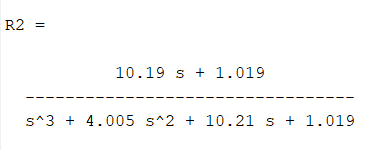 R2 =
10.19 s + 1.019
---------------------------------
s^3 + 4.005 s^2 + 10.21 s + 1.019